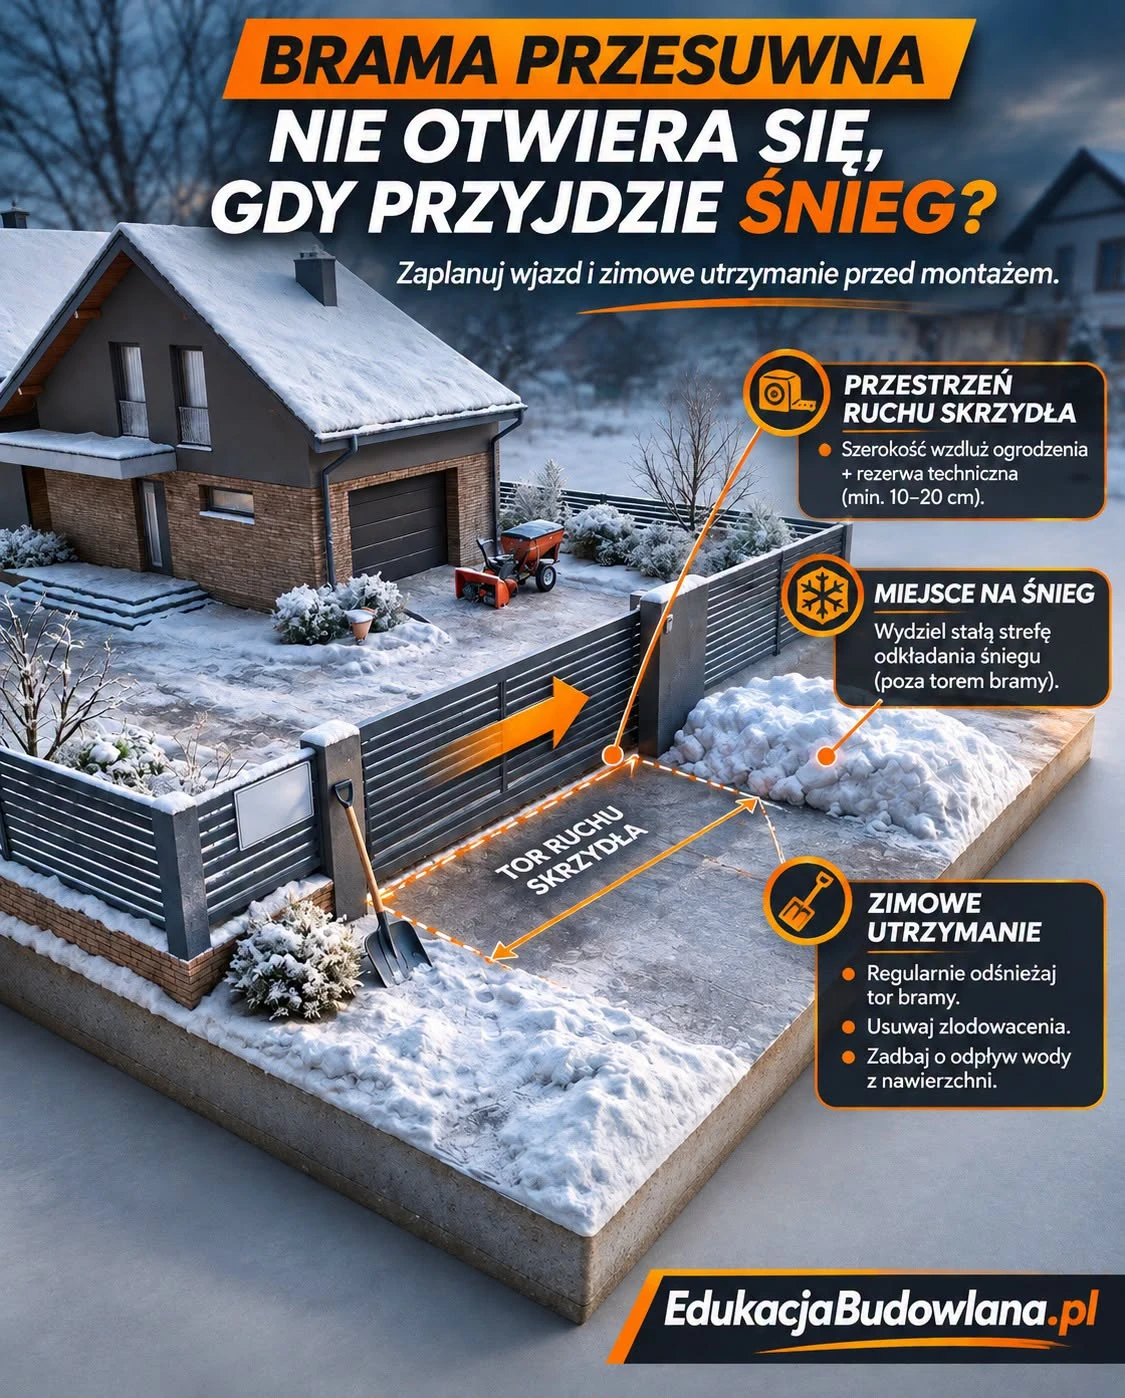 BRAMA PRZESUWNA
NIE OTWIERA SIĘ,
GDY PRZYJDZIE ŚNIEG?
Zaplanuj wjazd i zimowe utrzymanie przed montażem.
PRZESTRZEŃ
RUCHU SKRZYDŁA
Szerokość wzdluż ogrodzenia
+ rezerwa techniczna
(min. 10–20 cm).
MIEJSCE NA ŚNIEG
Wydziel stałą strefę
odkładania śniegu
(poza torem bramy).
TOR RUCHU
SKRZYDŁA
ZIMOWE
UTRZYMANIE
Regularnie odśnieżaj
tor bramy.
Usuwaj zlodowacenia.
Zadbaj o odpływ wody
z nawierzchni.
EdukacjaBudowlana.pl